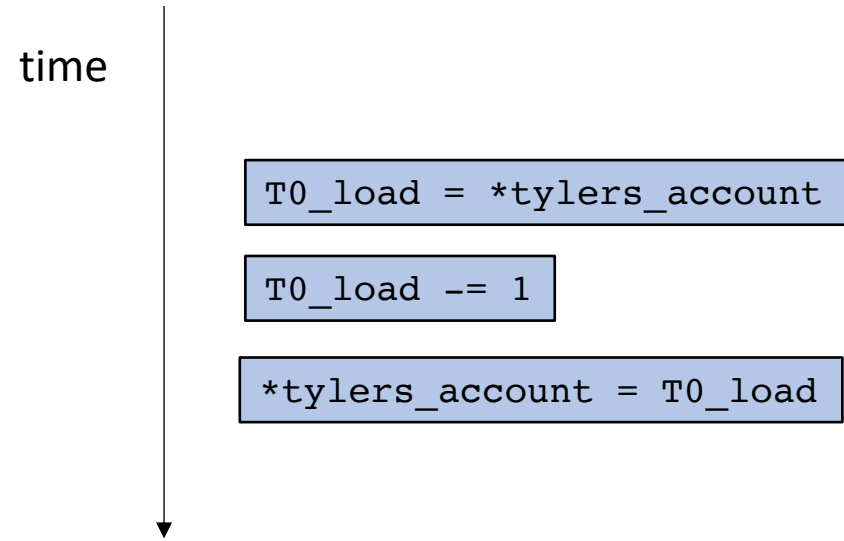 time
T0_load = *tylers_account
T0_load -= 1
*tylers_account = T0_load